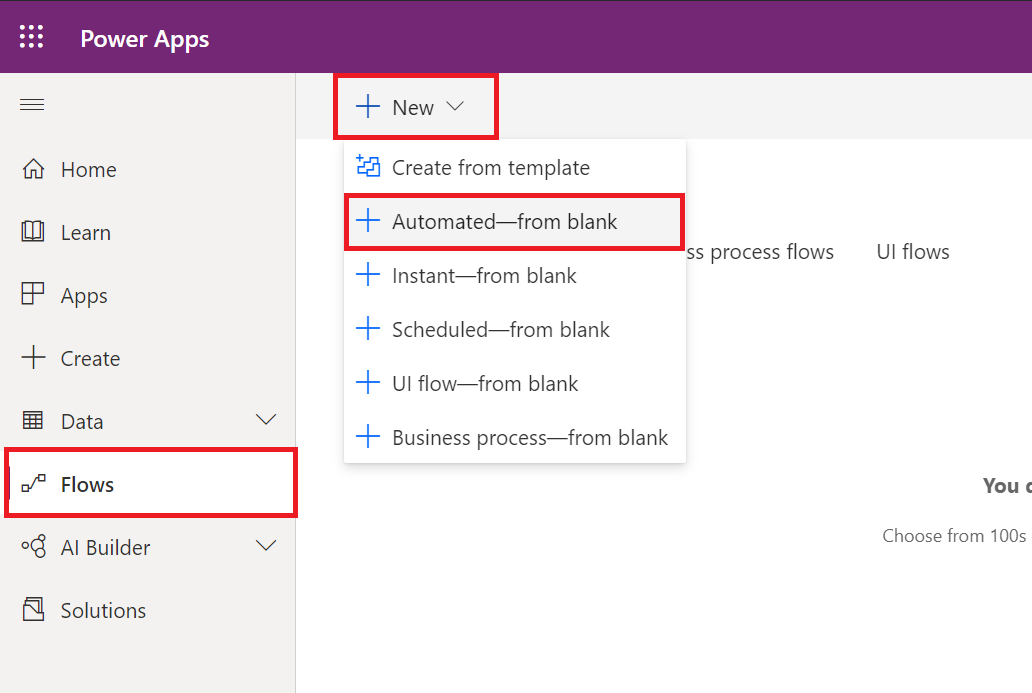 Power Apps
Home
Learn
Apps
Create
Data
Flows
AI Builder
Solutions
New
Create from template
Automated—from blank
Instant—from blank
Scheduled—from blank
UI flow—from blank
Business process—from blank
ss process flows
UI flows
You
Choose from 100s